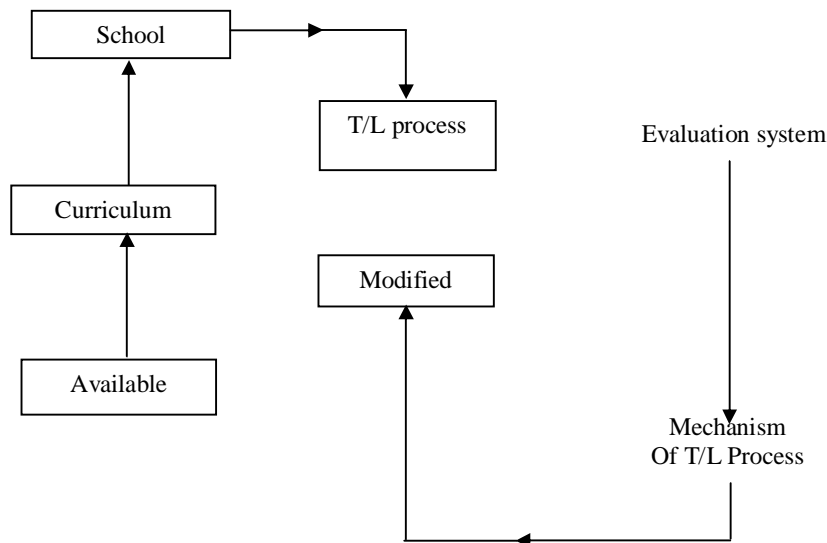 School
T/L process
Evaluation system
Curriculum
Modified
Available
Mechanism
Of T/L Process